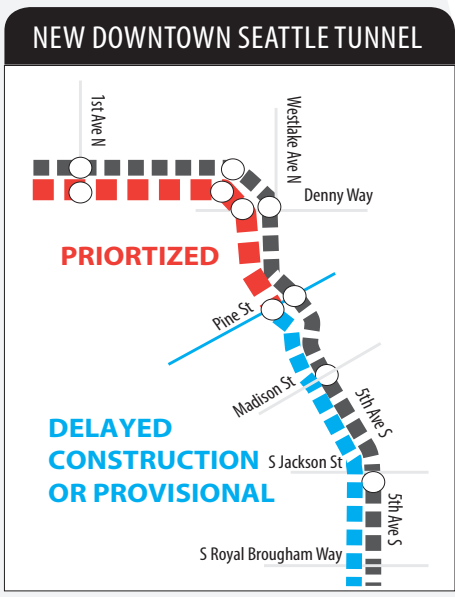 NEW DOWNTOWN SEATTLE TUNNEL
1st Ave N
Westlake Ave N
Denny Way
PRIORTIZED
Pine St
Madison St
5th Ave S
DELAYED
CONSTRUCTION
OR PROVISIONAL
S Jackson St
5th Ave S
S Royal Brougham Way